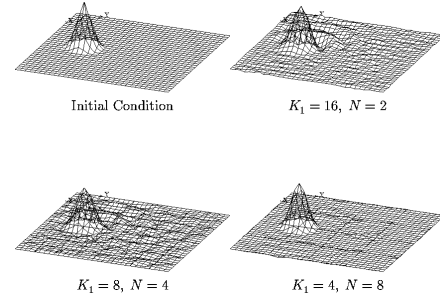 Initial Condition
K₁ = 16, N = 2
K₁ = 8, N = 4
K₁ = 4, N = 8